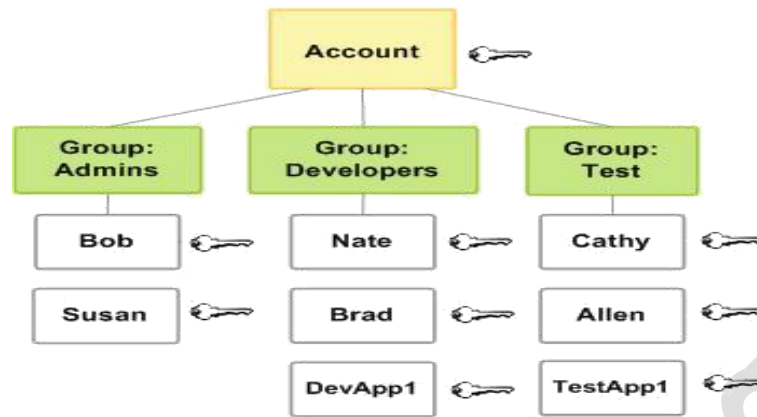 Account
Group:
Admins
Group:
Developers
Group:
Test
Bob
Nate
Cathy
Susan
Brad
Allen
DevApp1
TestApp1